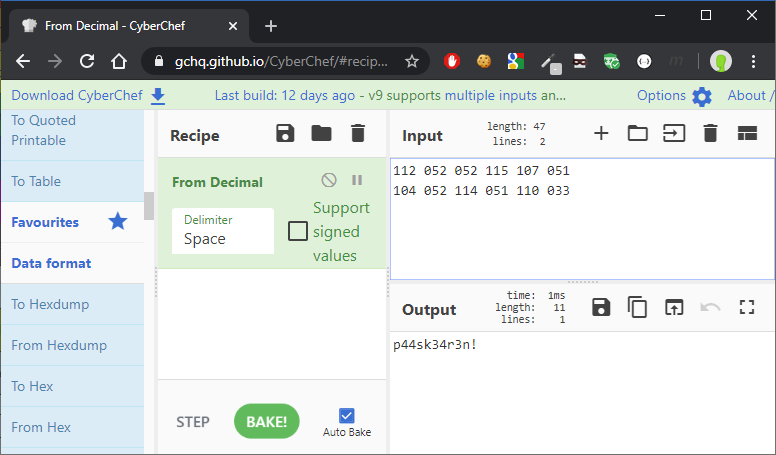 From Decimal - CyberChef
gchq.github.io/CyberChef/#recip...
Download CyberChef
Last build: 12 days ago - v9 supports multiple inputs an...
Options
About /
To Quoted
Printable
To Table
Favourites
Data format
To Hexdump
From Hexdump
To Hex
From Hex
Recipe
From Decimal
Delimiter
Space
Support
signed
values
STEP
BAKE!
Auto Bake
Input
length: 47
lines: 2
112 052 052 115 107 051
104 052 114 051 110 033
Output
time: 1ms
length: 11
lines: 1
p44sk34r3n!